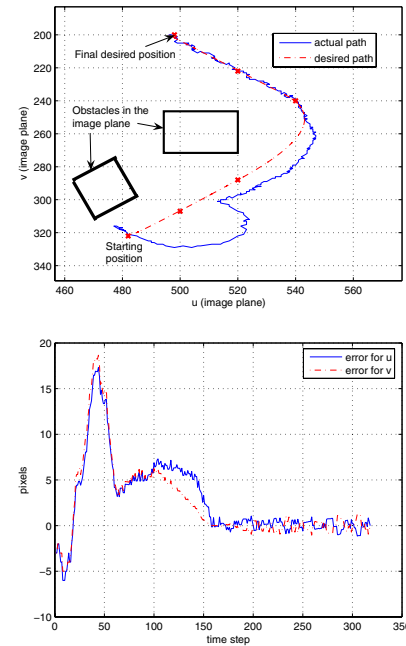 200
220
240
260
280
300
320
340
v (image plane)
Final desired position
actual path
desired path
Obstacles in the
image plane
Starting
position
460
480
500
520
540
560
u (image plane)
20
15
10
5
0
−5
−10
pixels
error for u
error for v
0
50
100
150
200
250
300
350
time step